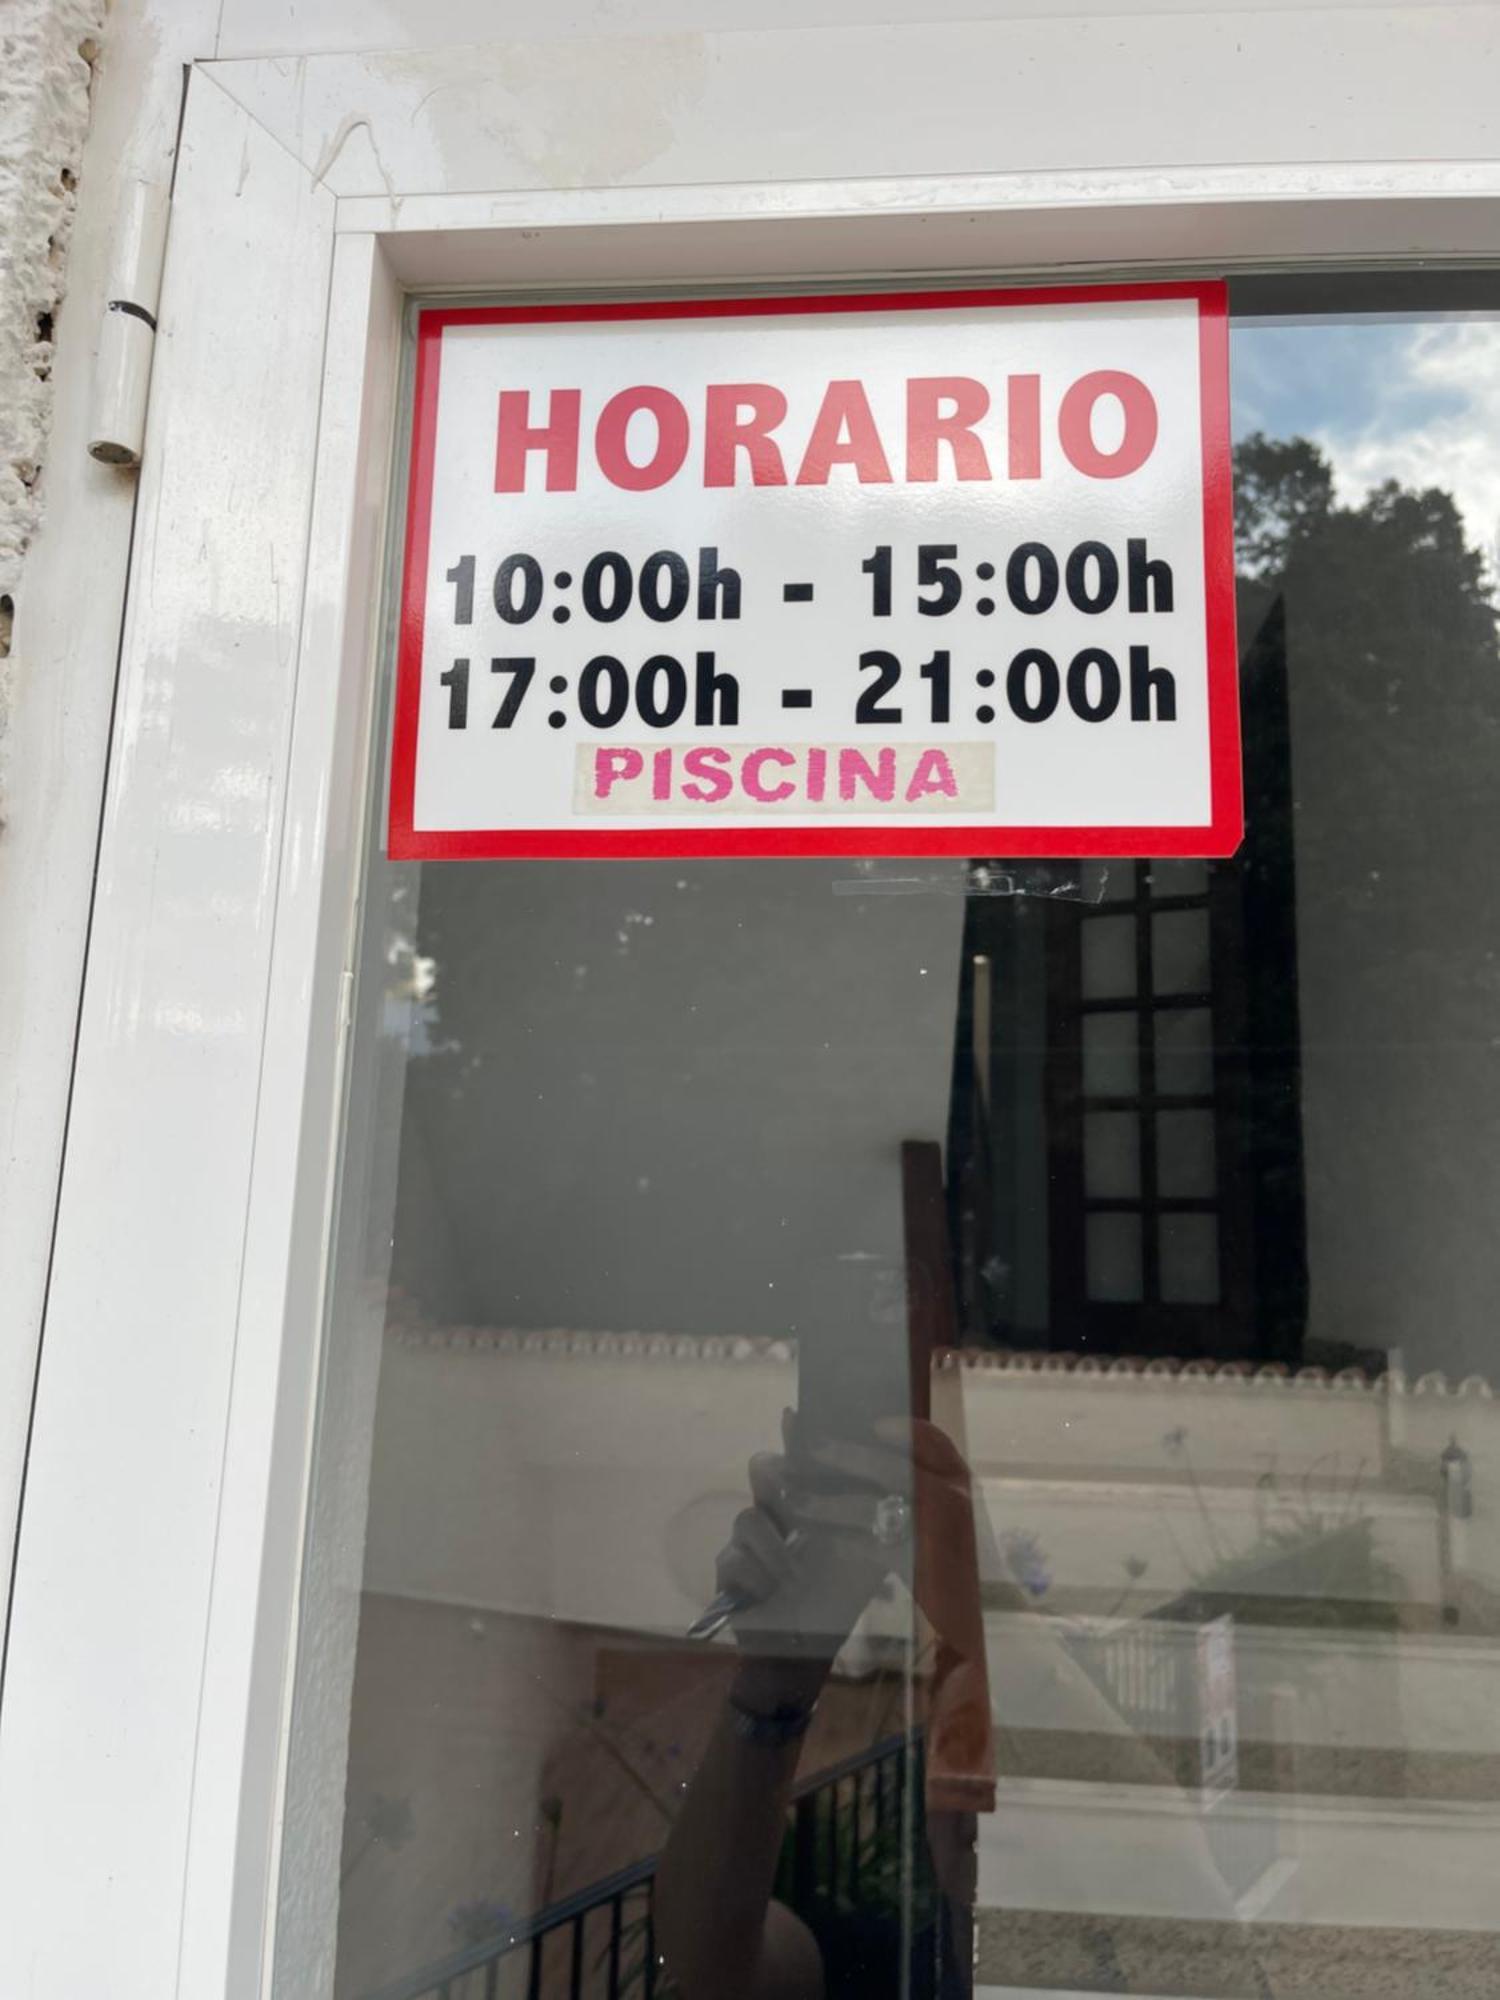 HORARIO
10:00h - 15:00h
17:00h - 21:00h
PISCINA